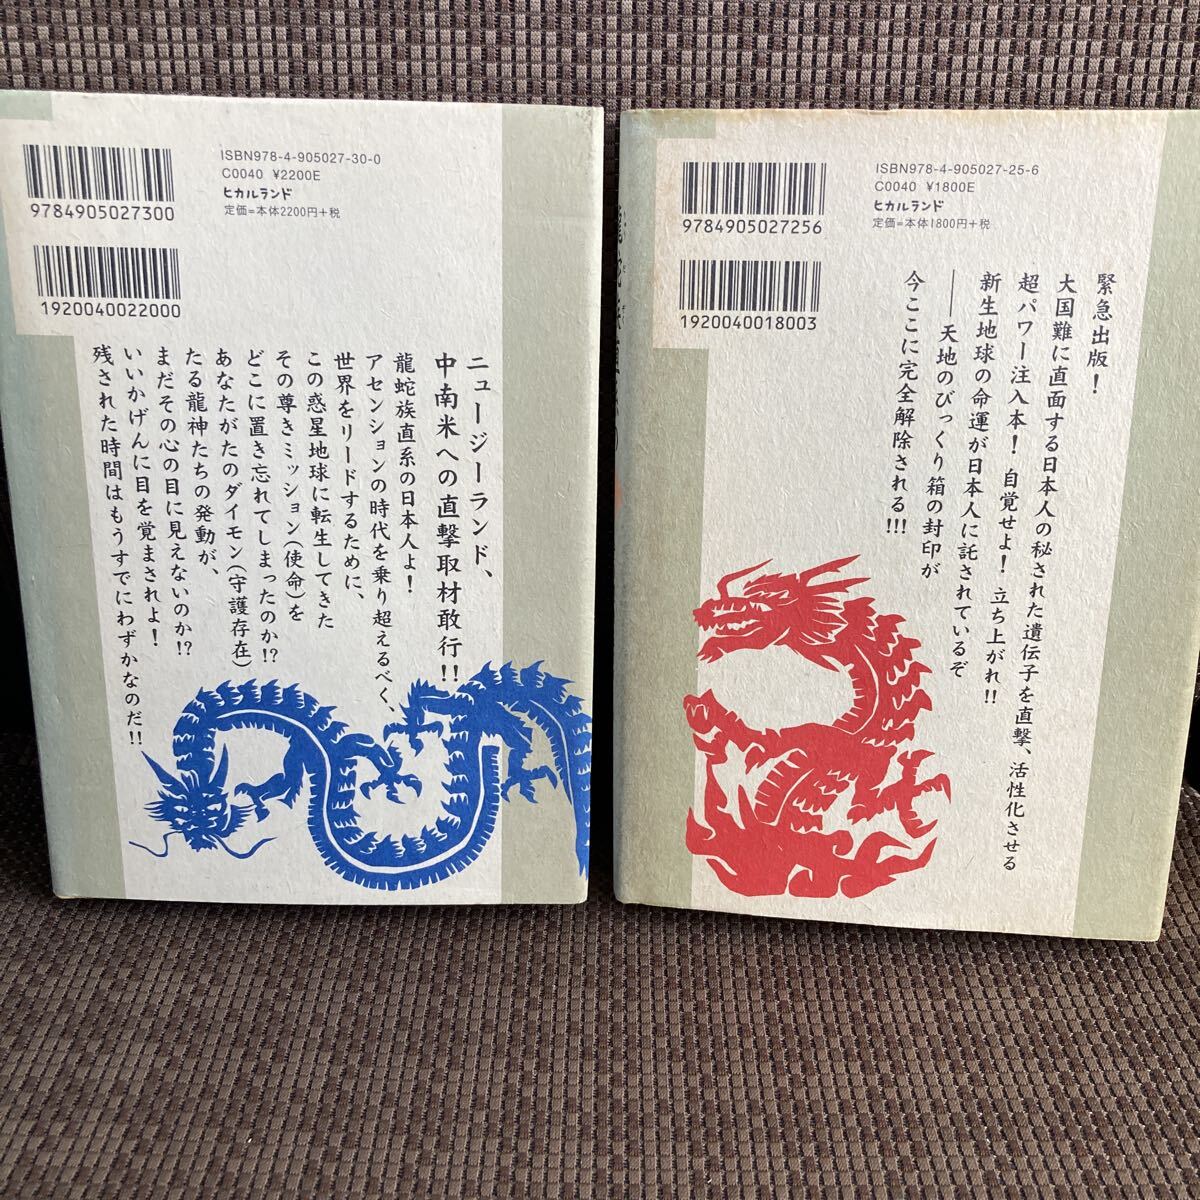 ISBN978-4-905027-30-0
C0040 ¥2200E
ヒカルランド
定価=本体2200円+税
9784905027300
1920040022000
ニュージーランド、
中南米への直撃取材敢行!!
龍蛇族直系の日本人よ!
アセンションの時代を乗り超えるべく、
世界をリードするために、
この惑星地球に転生してきた
その尊きミッション(使命)を
どこに置き忘れてしまったのか!?
あなたがたのダイモン(守護存在)
たる龍神たちの発動が、
まだその心の目に見えないのか!?
いいかげんに目を覚まされよ!
残された時間はもうすでにわずかなのだ!!
ISBN978-4-905027-25-6
C0040 ¥1800E
ヒカルランド
定価=本体1800円+税
9784905027256
1920040018003
緊急出版!
大国難に直面する日本人の秘された遺伝子を直撃、活性化させる
超パワー注入本! 自覚せよ! 立ち上がれ!!
新生地球の命運が日本人に託されているぞ
――天地のびっくり箱の封印が
今ここに完全解除される!!!